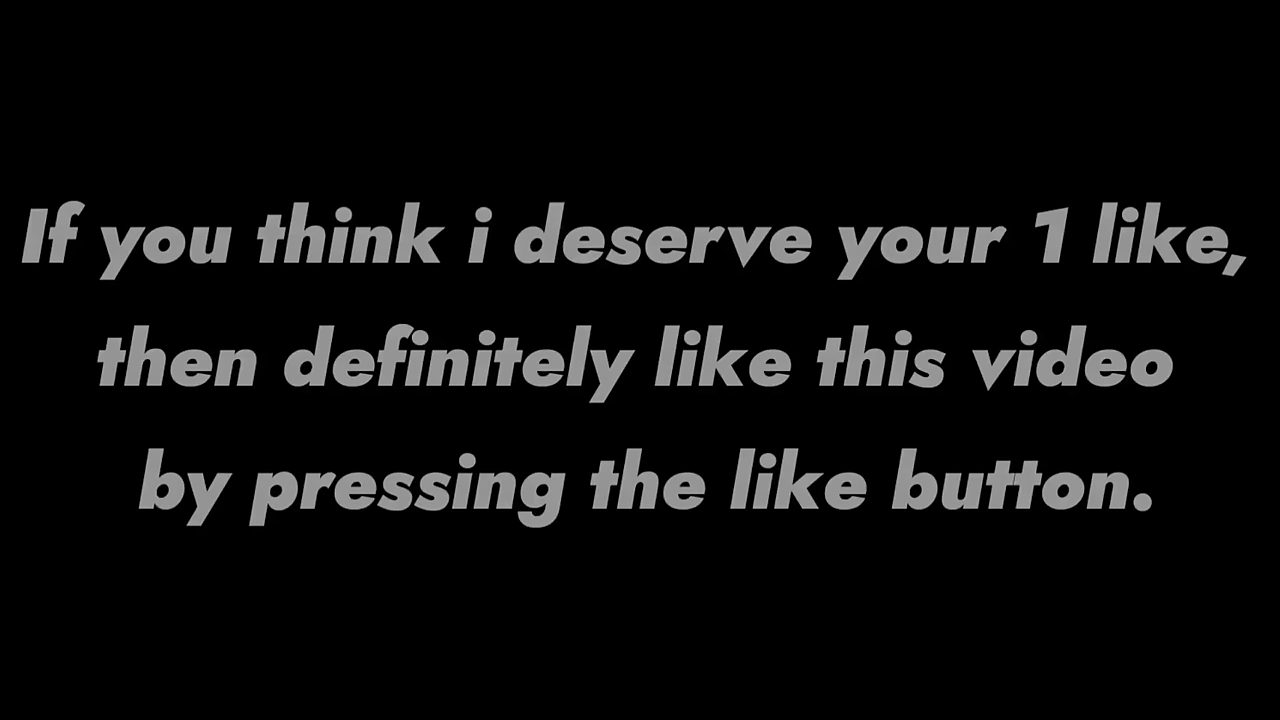 If you think i deserve your 1 like,
then definitely like this video
by pressing the like button.